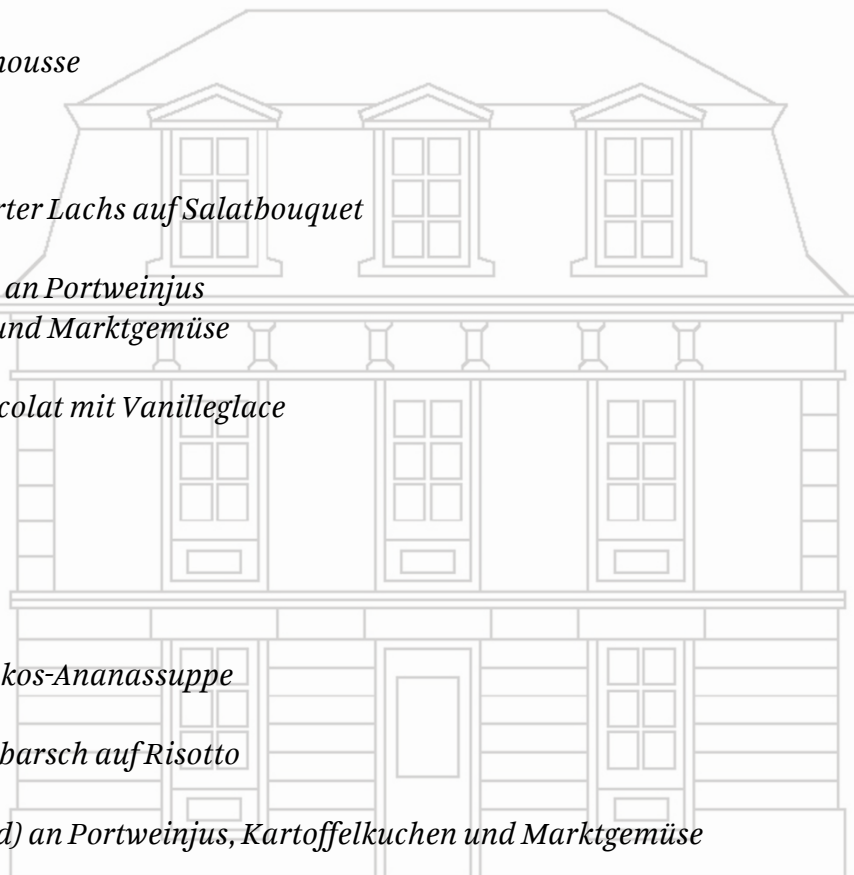 nousse
rter Lachs auf Salatbouquet
an Portweinjus
und Marktgemüse
colat mit Vanilleglace
kos-Ananassuppe
barsch auf Risotto
d) an Portweinjus, Kartoffelkuchen und Marktgemüse